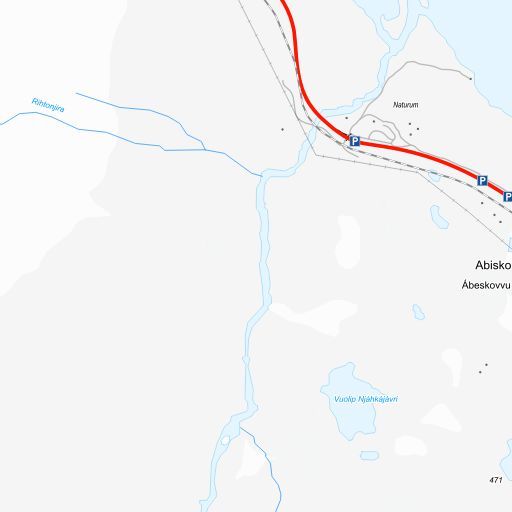 Rihtonjira
Naturum
P
P
P
Abisko
Ábeskovvu
Vuolip Njáhkájávri
471